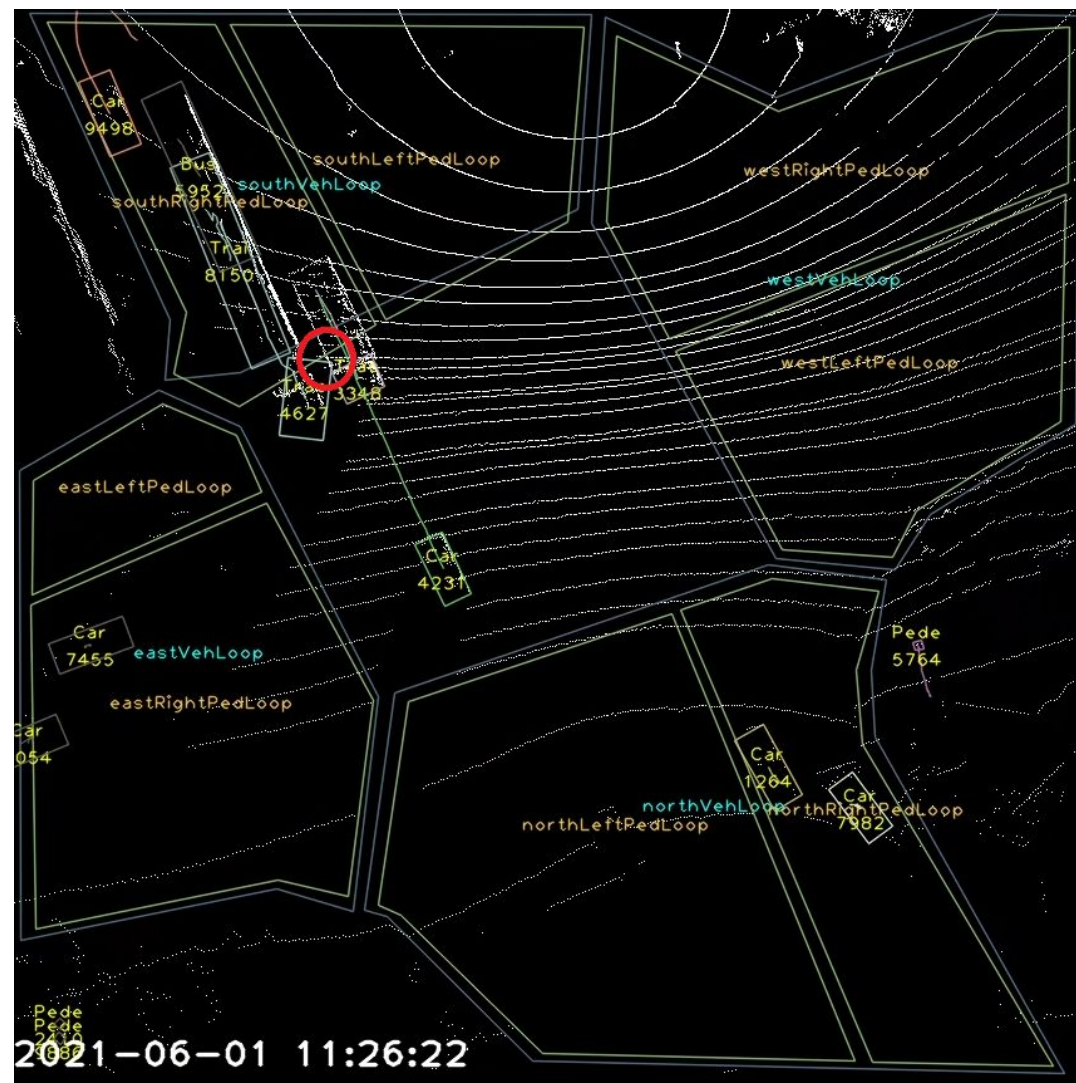 Car
9498
Bus
5952
southLeftPedLoop
southVehLoop
southRightPedLoop
westRightPedLoop
8150
westVehLoop
westLeftPedLoop
3348
4627
eastLeftPedLoop
Car
4231
Car
7455
eastVehLoop
eastRightPedLoop
Pede
5764
Car
054
Car
1264
Car
7982
northVehLoop
northRightPedLoop
northLeftPedLoop
Pede
Pede
2021-06-01 11:26:22